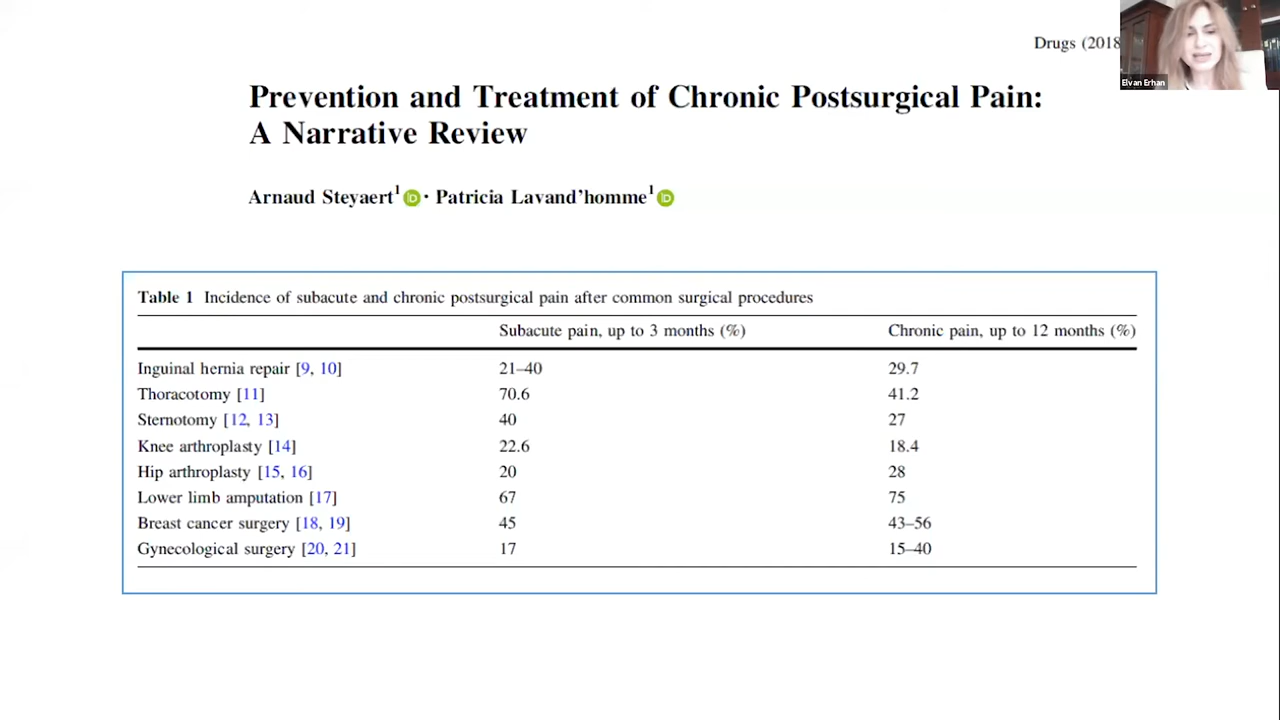 Drugs (2018
Elvan Erhan
Prevention and Treatment of Chronic Postsurgical Pain:
A Narrative Review
Arnaud Steyaert1 iD · Patricia Lavand'homme1 iD
Table 1 Incidence of subacute and chronic postsurgical pain after common surgical procedures
Subacute pain, up to 3 months (%) Chronic pain, up to 12 months (%)
Inguinal hernia repair [9, 10] 21–40 29.7
Thoracotomy [11] 70.6 41.2
Sternotomy [12, 13] 40 27
Knee arthroplasty [14] 22.6 18.4
Hip arthroplasty [15, 16] 20 28
Lower limb amputation [17] 67 75
Breast cancer surgery [18, 19] 45 43–56
Gynecological surgery [20, 21] 17 15–40